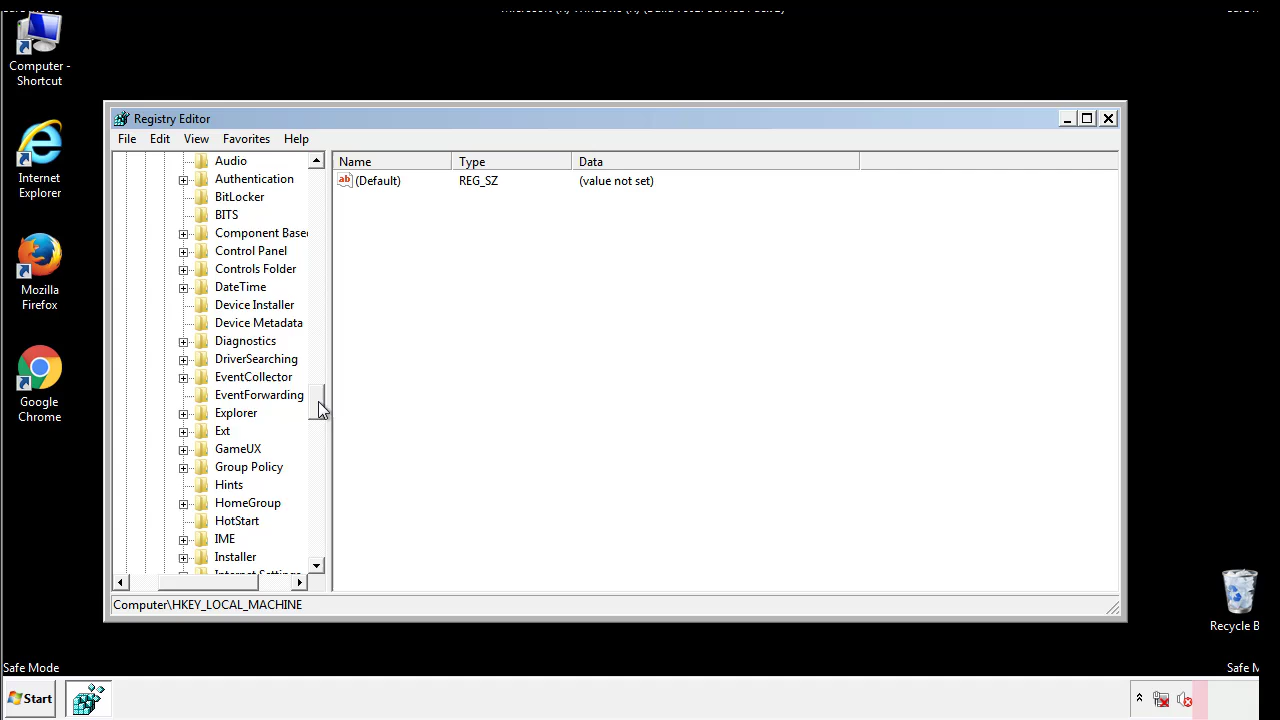 Computer -
Shortcut
Internet
Explorer
Mozilla
Firefox
Google
Chrome
Registry Editor
File Edit View Favorites Help
Audio
Authentication
BitLocker
BITS
Component Base
Control Panel
Controls Folder
DateTime
Device Installer
Device Metadata
Diagnostics
DriverSearching
EventCollector
EventForwarding
Explorer
Ext
GameUX
Group Policy
Hints
HomeGroup
HotStart
IME
Installer
Internet Settings
Name Type Data
ab (Default) REG_SZ (value not set)
Computer\HKEY_LOCAL_MACHINE
Recycle B
Safe Mode
Safe M
Start